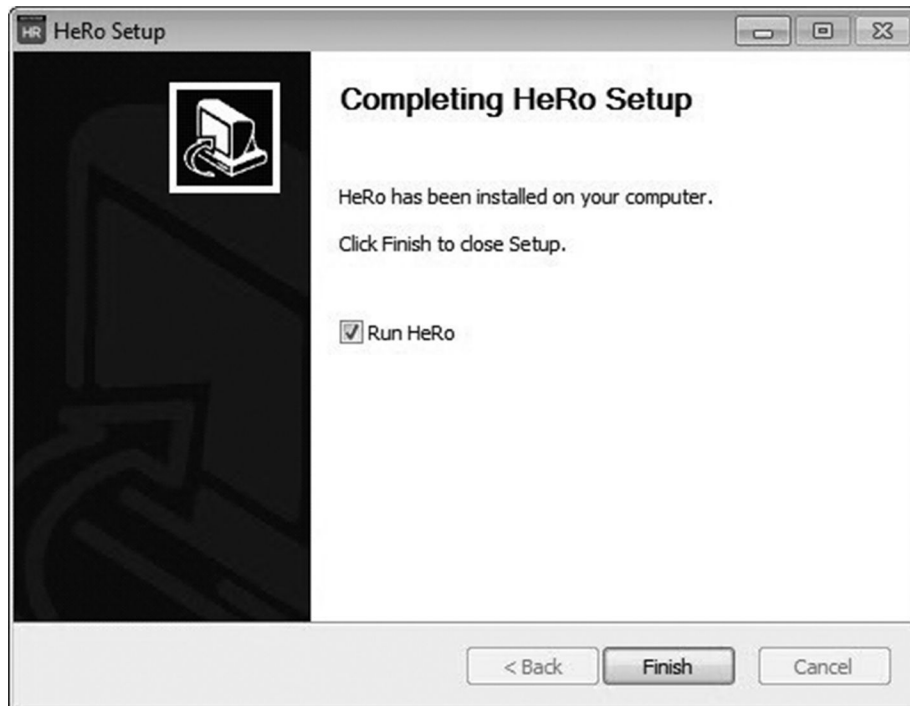 HR HeRo Setup
Completing HeRo Setup
HeRo has been installed on your computer.
Click Finish to close Setup.
Run HeRo
< Back Finish Cancel